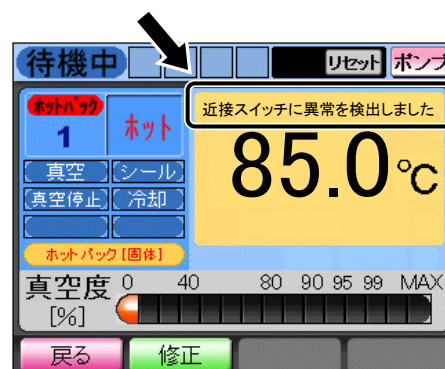 待機中 リセット ポンプ
ホットパック
1
ホット
近接スイッチに異常を検出しました
85.0℃
真空 シール
真空停止 冷却
ホットパック[固体]
真空度 0 40 80 90 95 99 MAX
[%]
戻る 修正